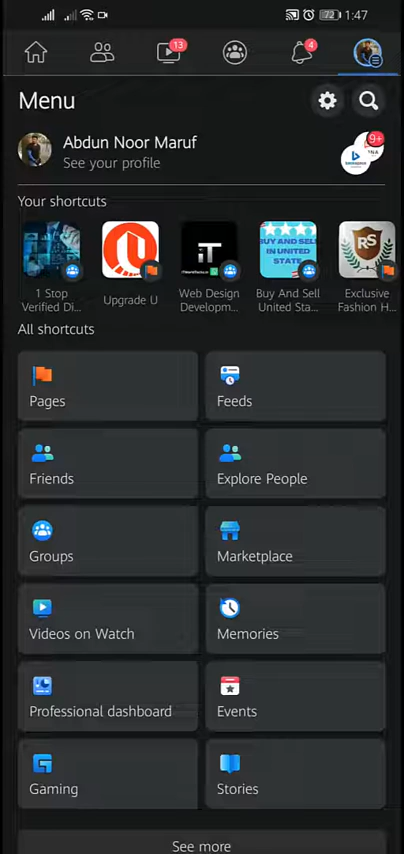 72 1:47
13
4
Menu
Abdun Noor Maruf
See your profile
9+
Your shortcuts
iT
BUY AND SELL
IN UNITED
STATE
RS
1 Stop
Verified Di...
Upgrade U
Web Design
Developm...
Buy And Sell
United Sta...
Exclusive
Fashion H...
All shortcuts
Pages
Feeds
Friends
Explore People
Groups
Marketplace
Videos on Watch
Memories
Professional dashboard
Events
Gaming
Stories
See more